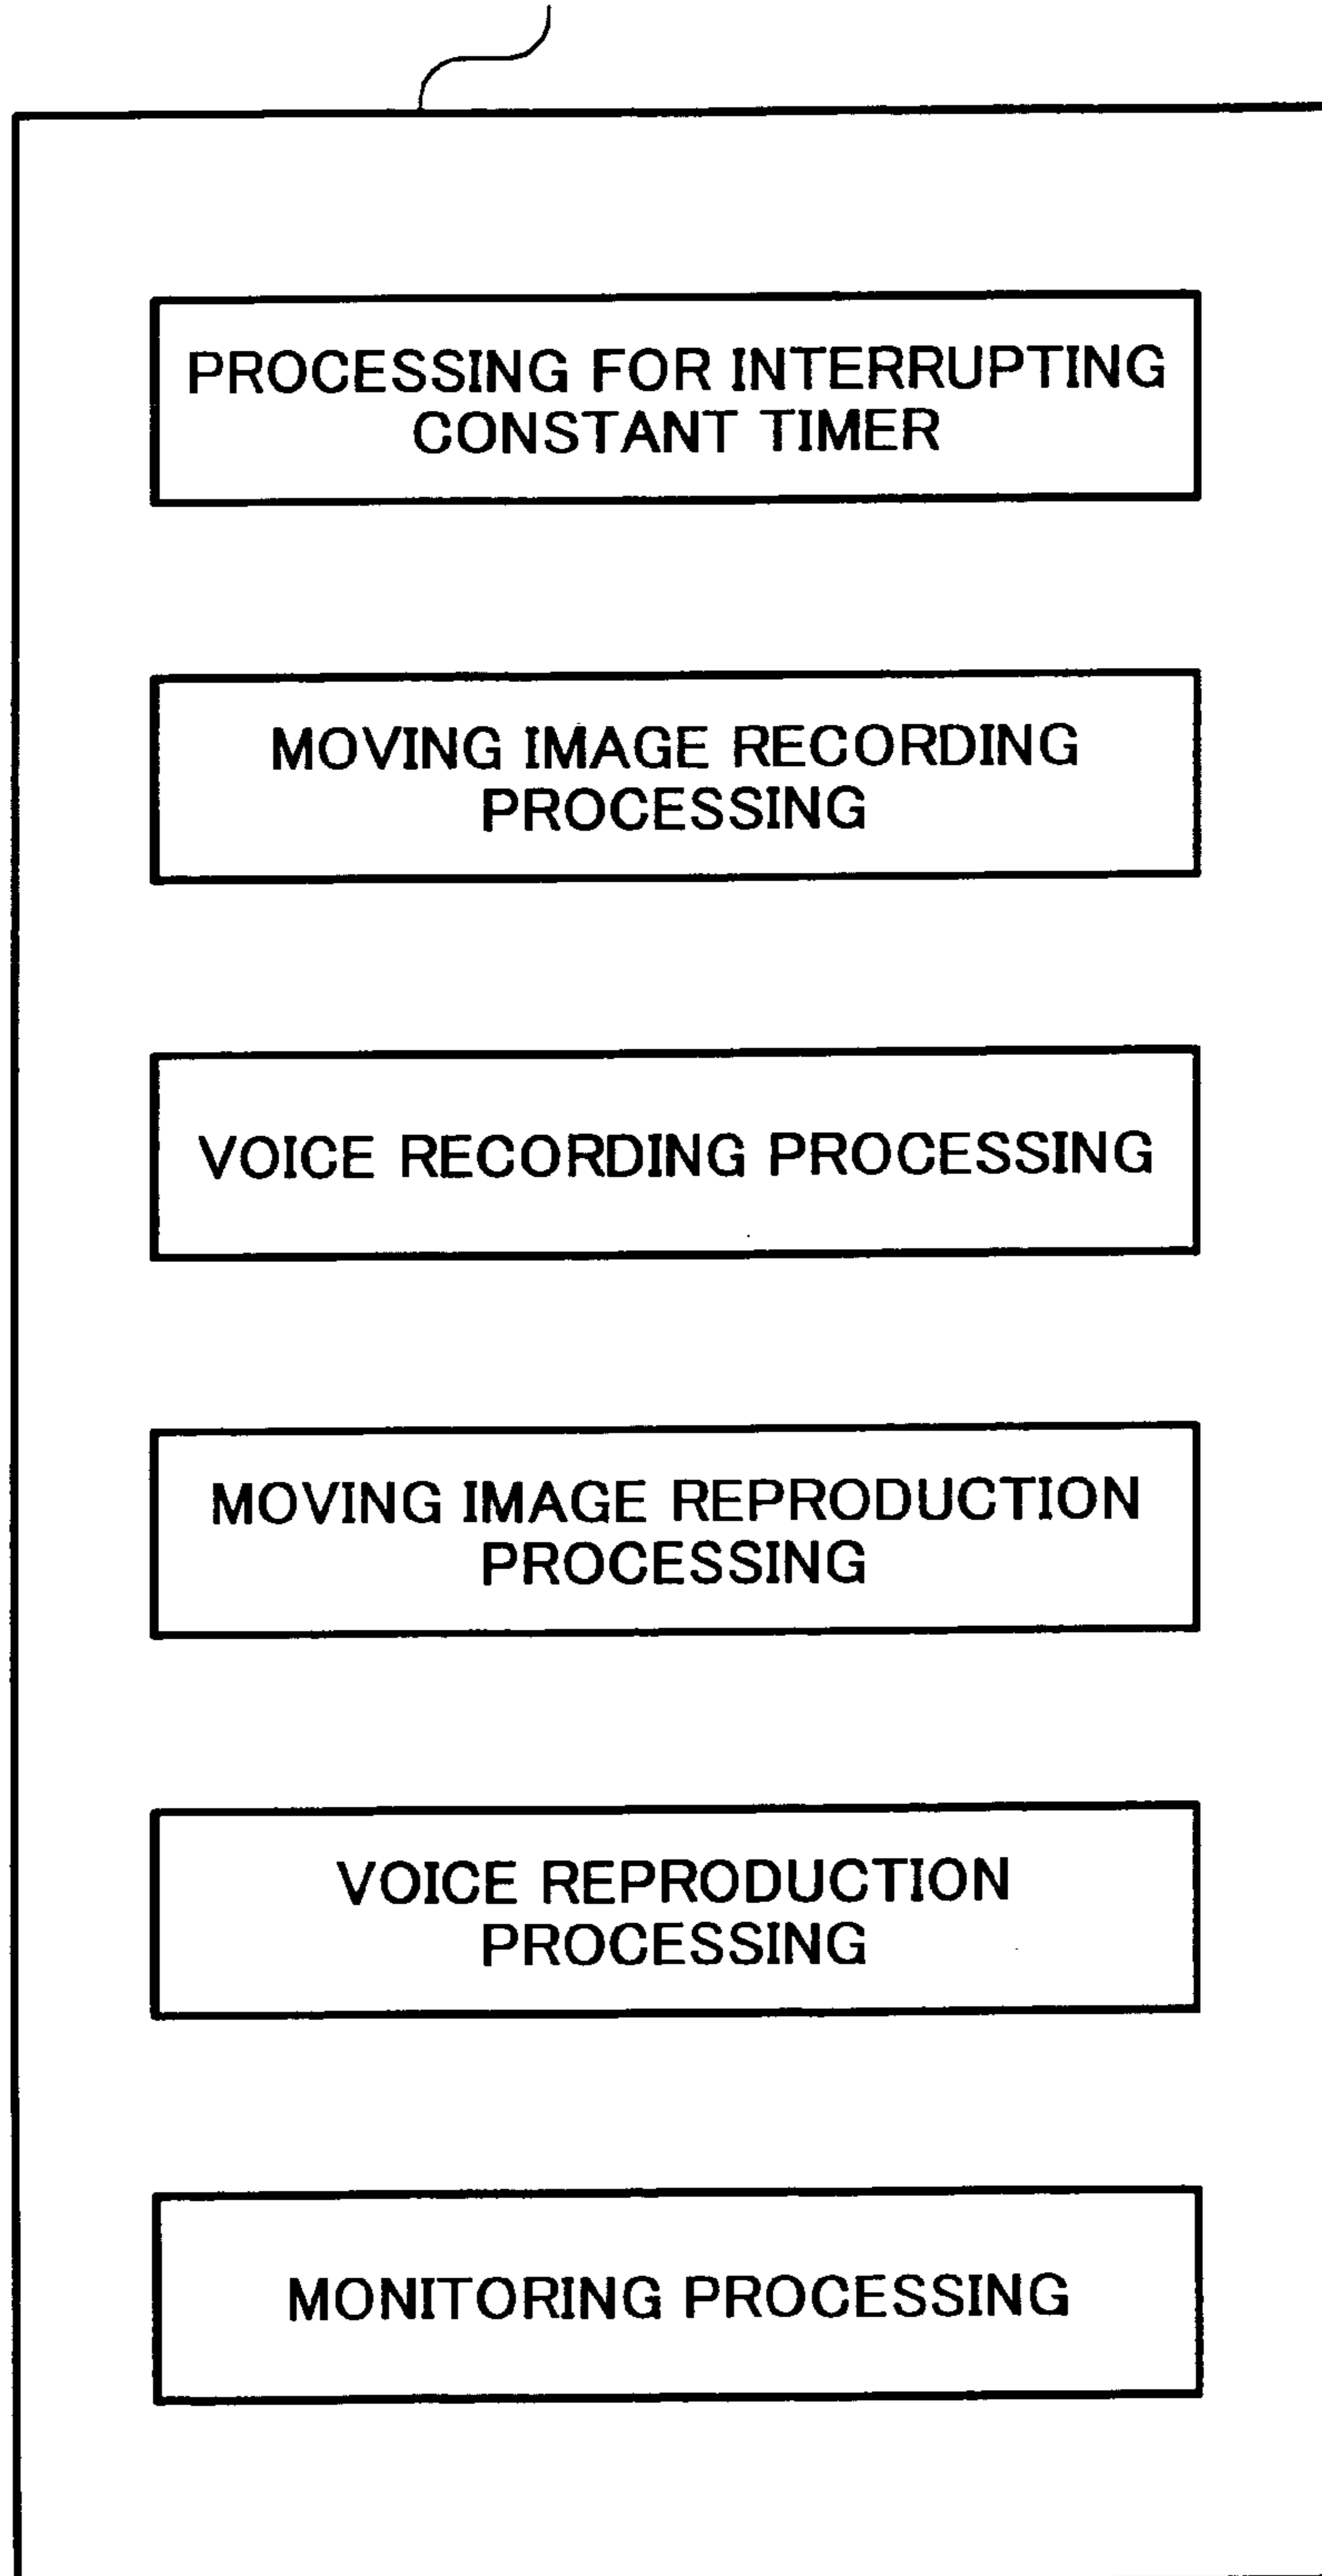 PROCESSING FOR INTERRUPTING
CONSTANT TIMER
MOVING IMAGE RECORDING
PROCESSING
VOICE RECORDING PROCESSING
MOVING IMAGE REPRODUCTION
PROCESSING
VOICE REPRODUCTION
PROCESSING
MONITORING PROCESSING